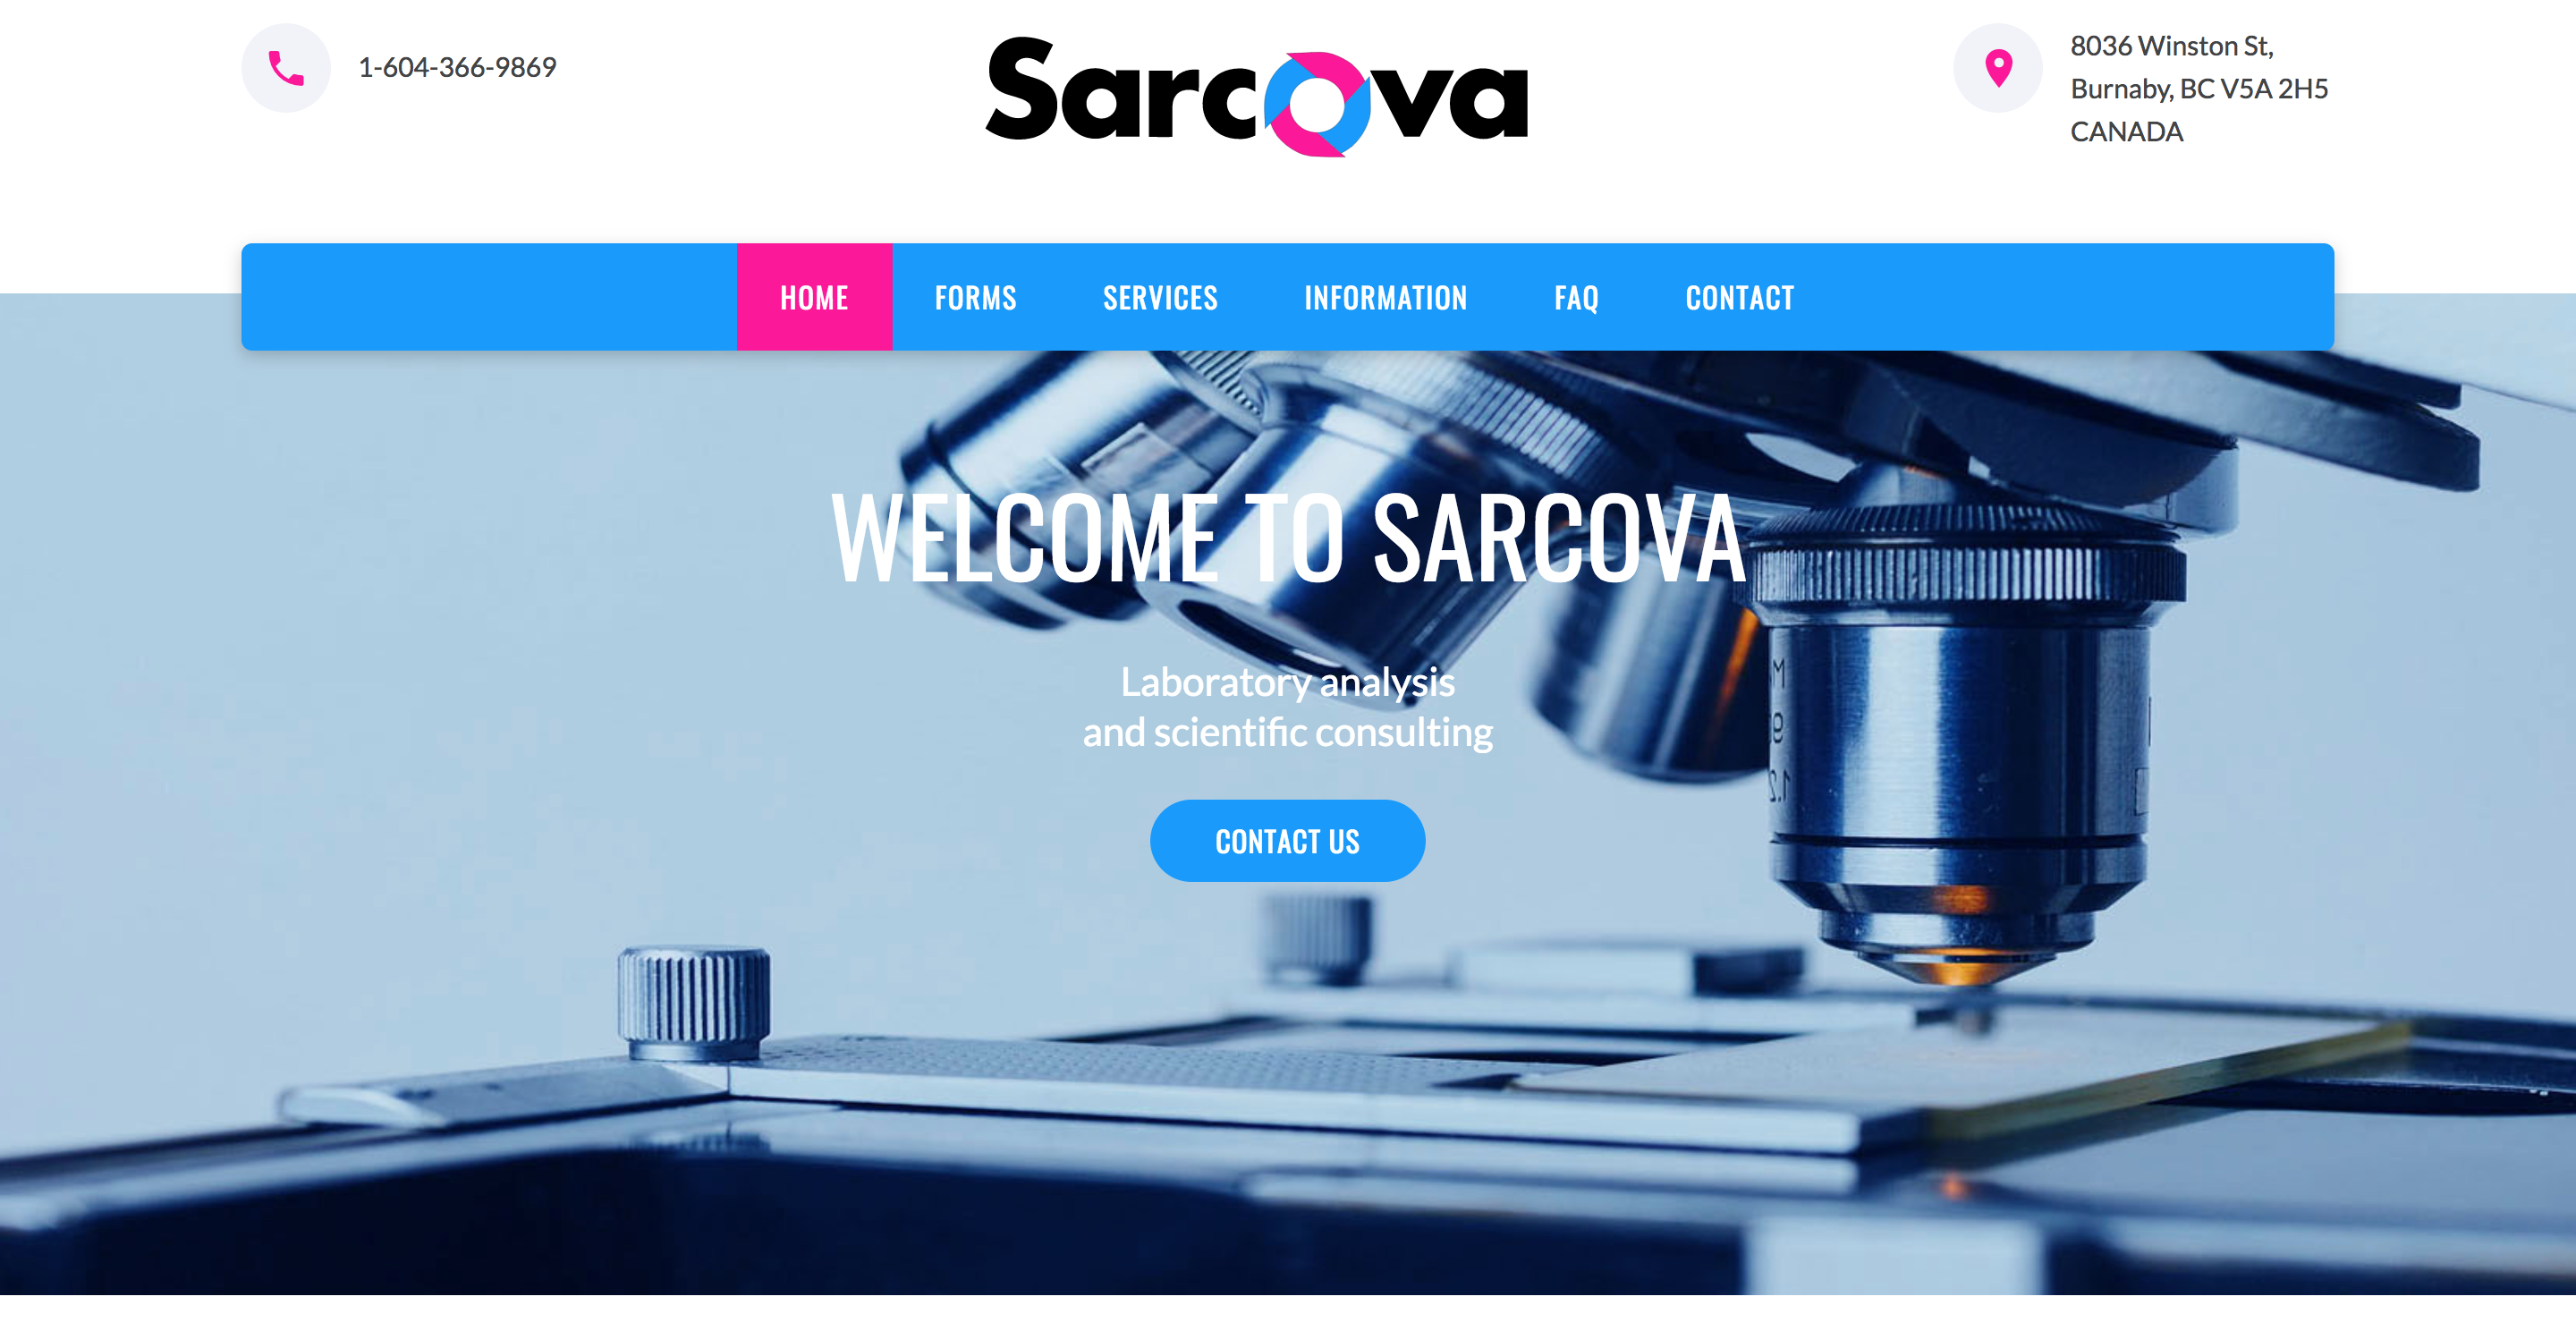 1-604-366-9869
Sarcova
8036 Winston St,
Burnaby, BC V5A 2H5
CANADA
HOME FORMS SERVICES INFORMATION FAQ CONTACT
WELCOME TO SARCOVA
Laboratory analysis
and scientific consulting
CONTACT US